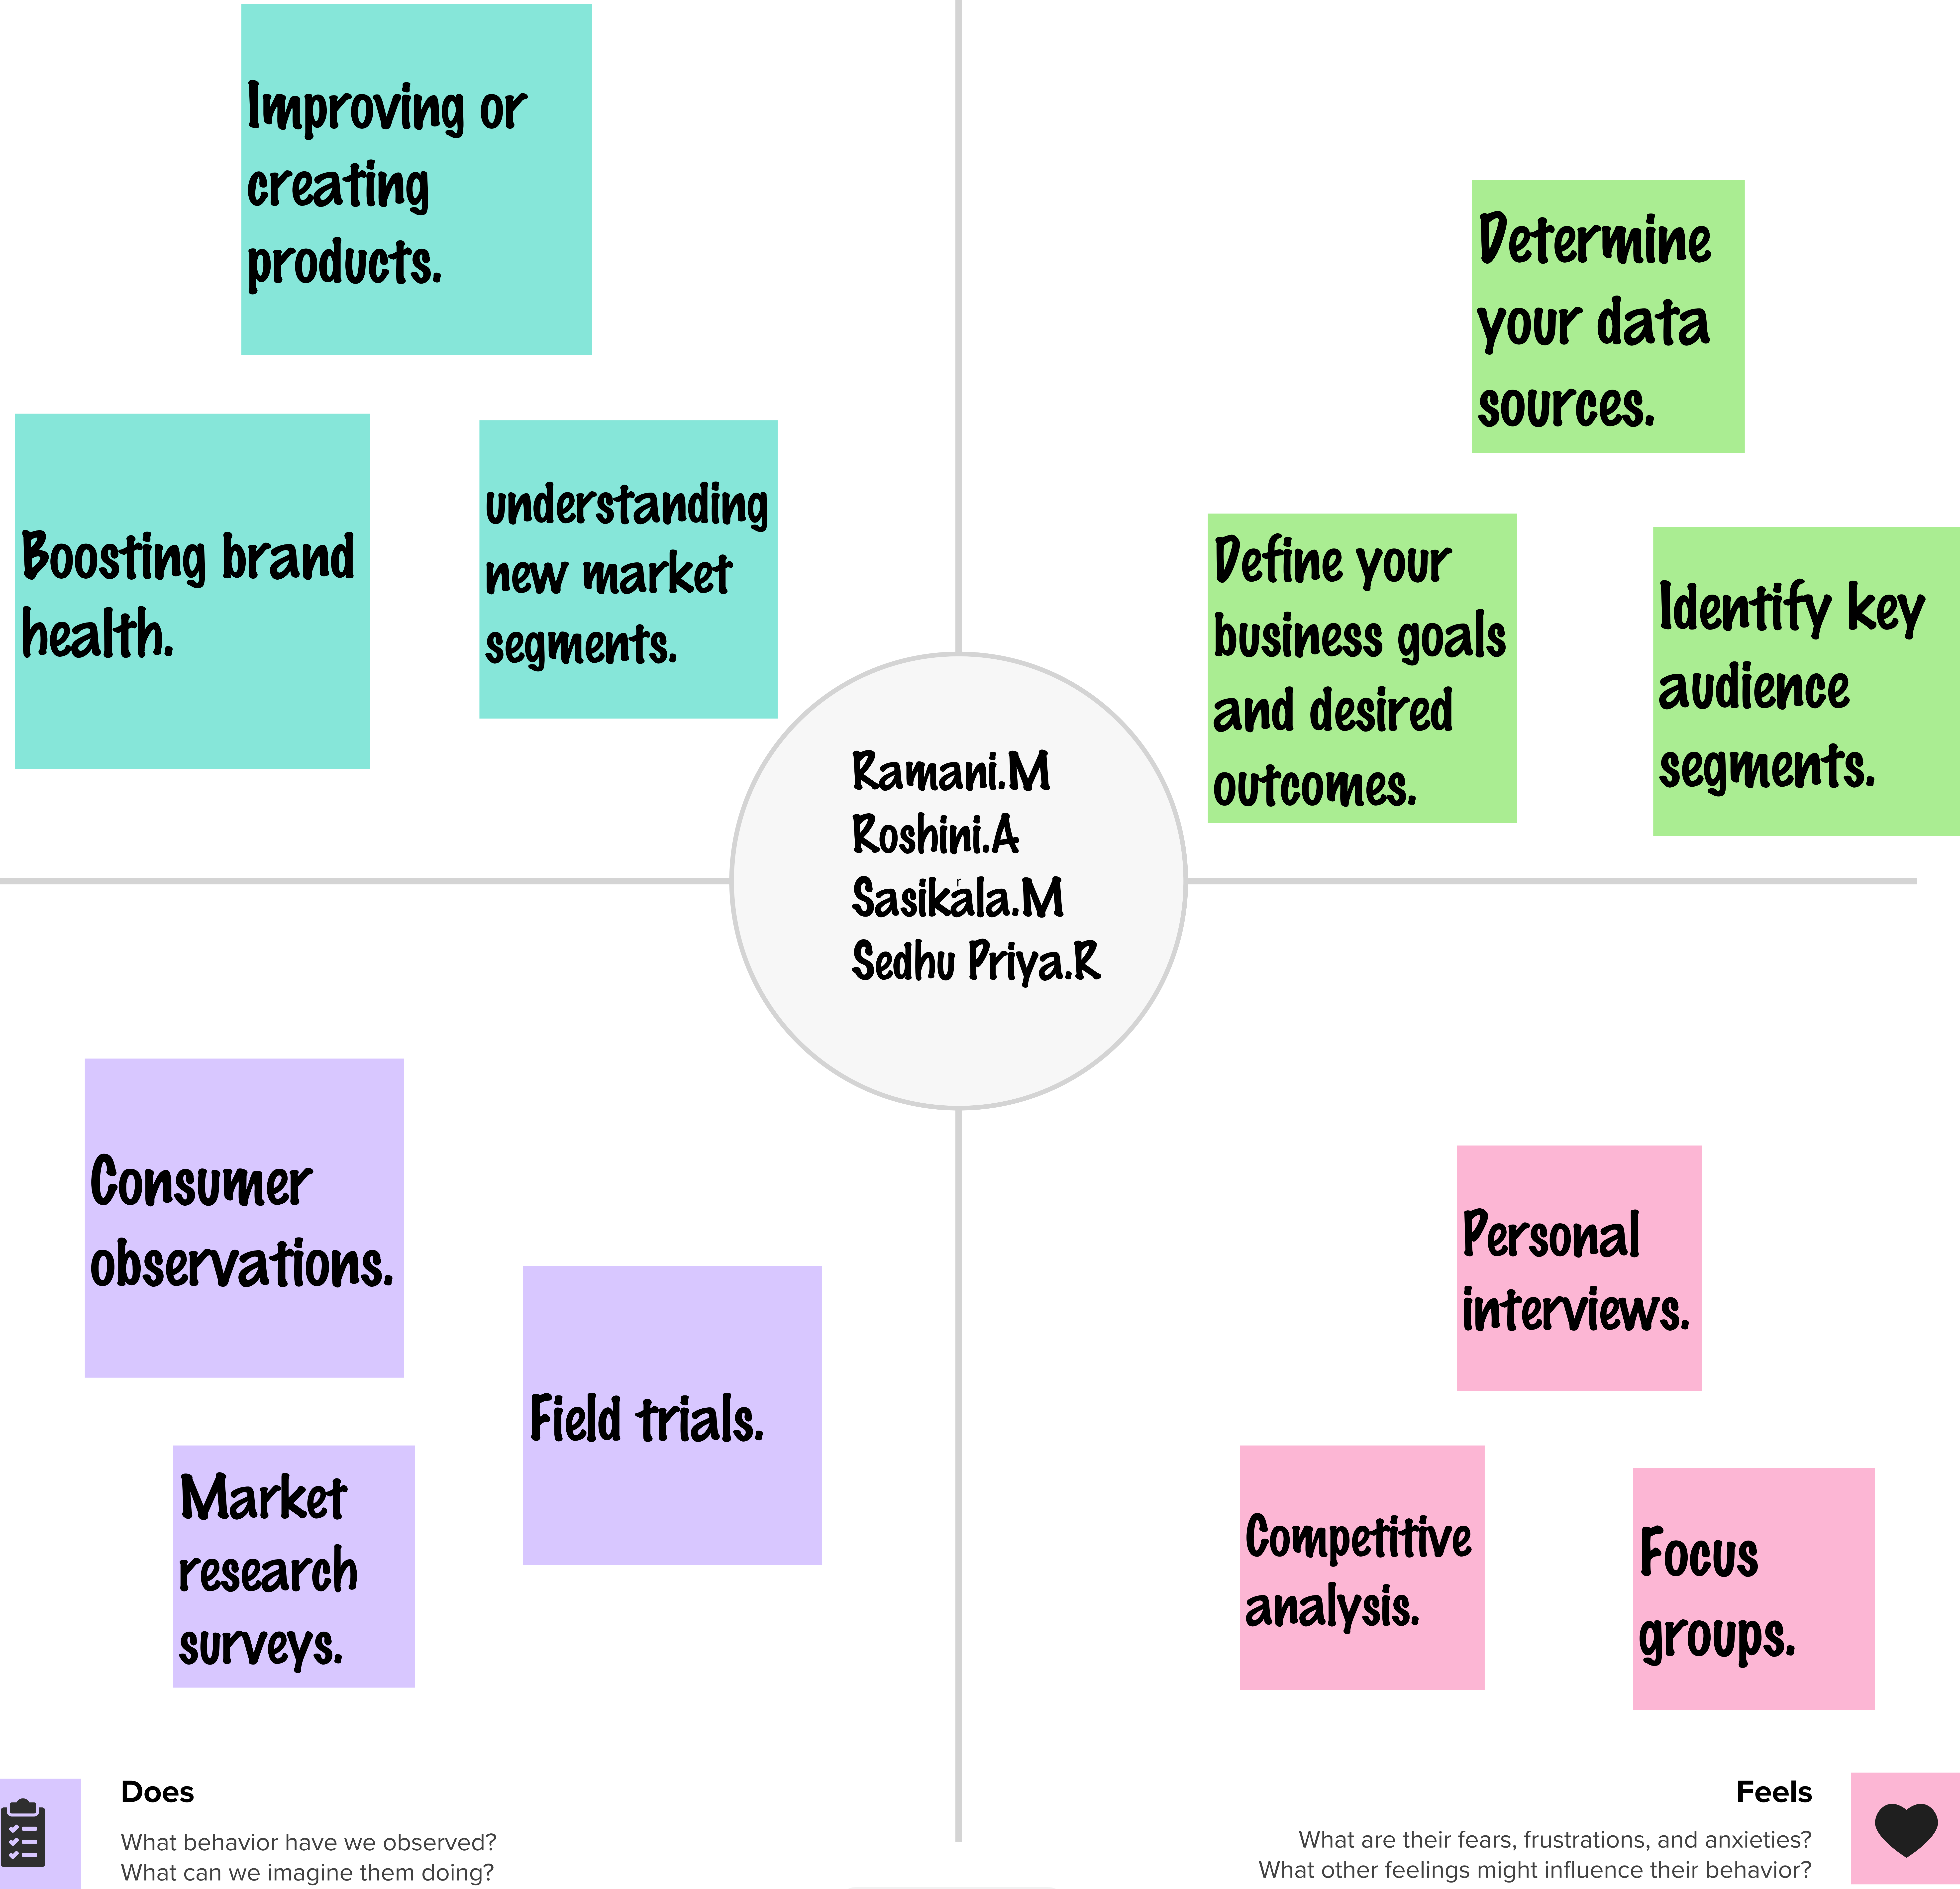 Improving or
creating
products.
Boosting brand
health.
understanding
new market
segments.
Determine
your data
sources.
Define your
business goals
and desired
outcomes.
Identify key
audience
segments.
Ramani.M
Roshini.A
r
Sasikala.M
Sedhu Priya.R
Consumer
observations.
Field trials.
Market
research
surveys.
Personal
interviews.
Competitive
analysis.
Focus
groups.
Does
What behavior have we observed?
What can we imagine them doing?
Feels
What are their fears, frustrations, and anxieties?
What other feelings might influence their behavior?